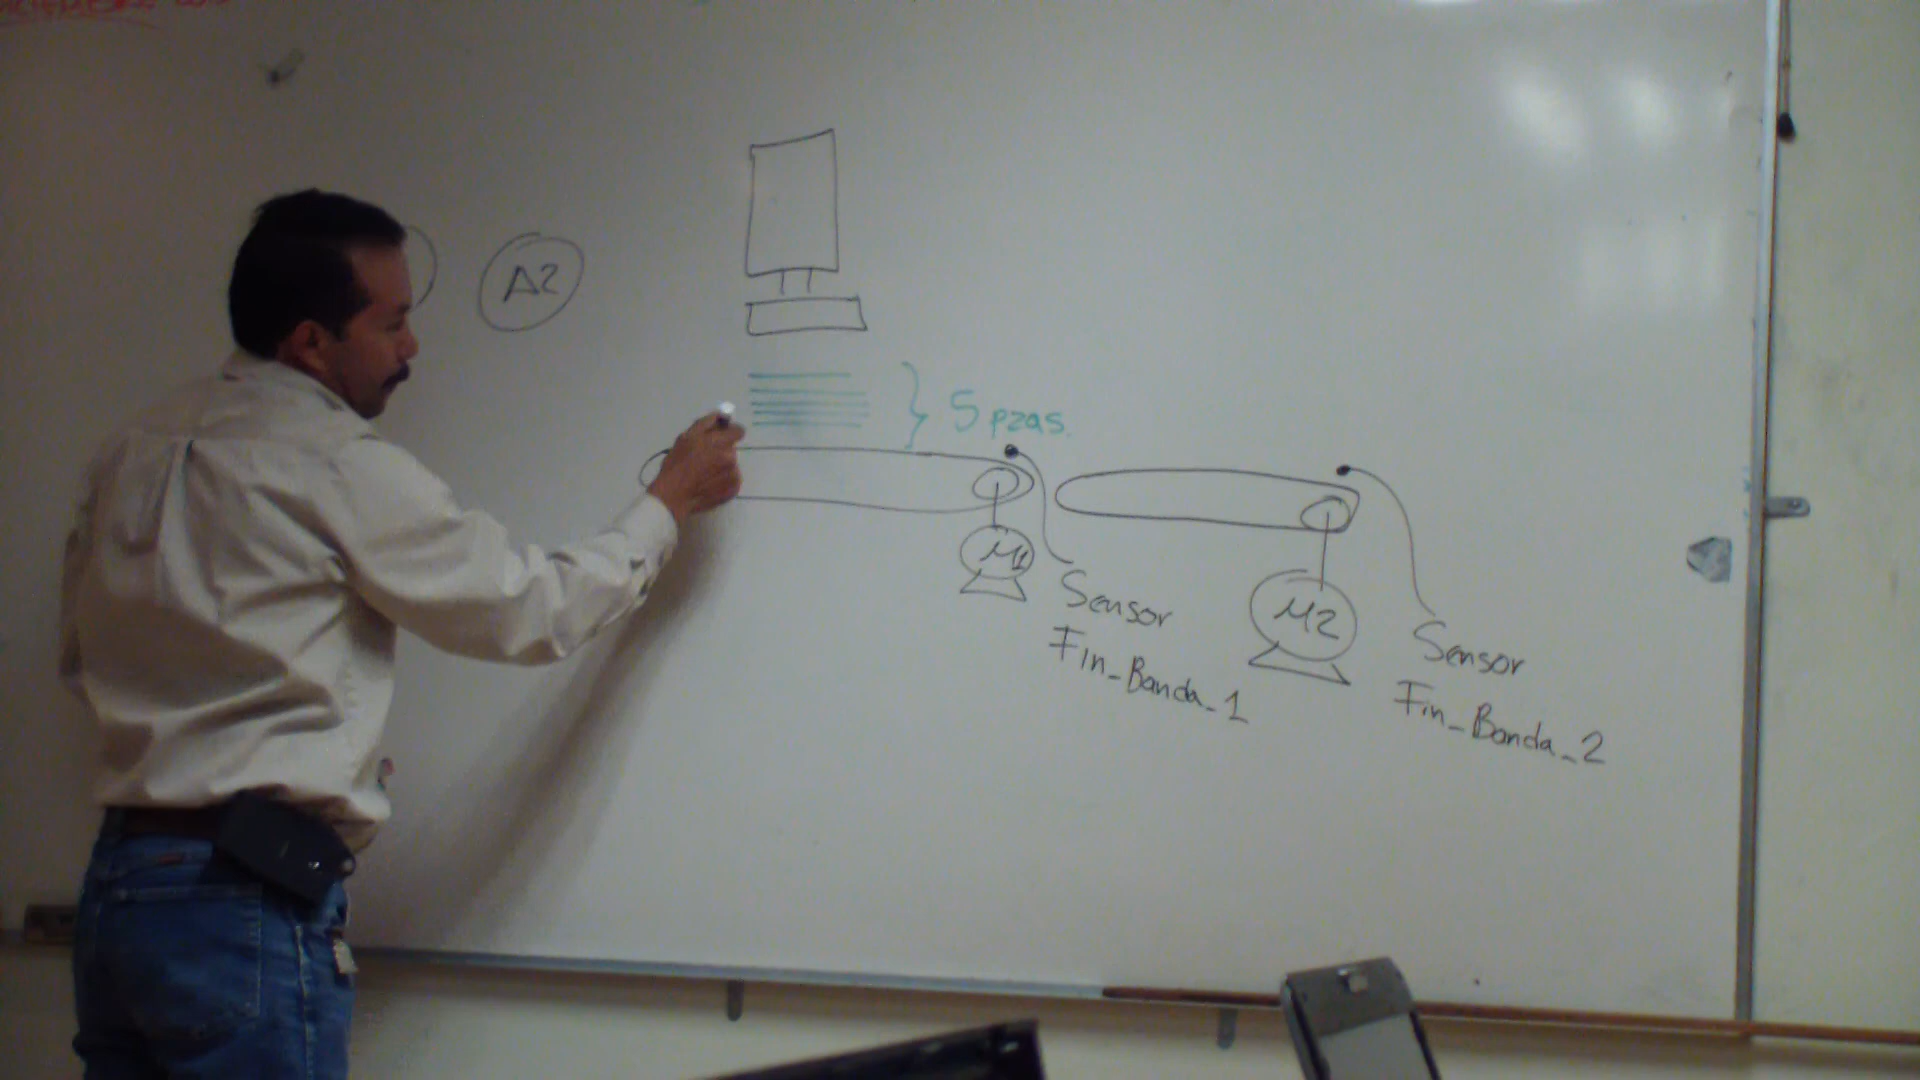 A2
5 pzas.
M1
Sensor
Fin_Banda_1
M2
Sensor
Fin_Banda_2